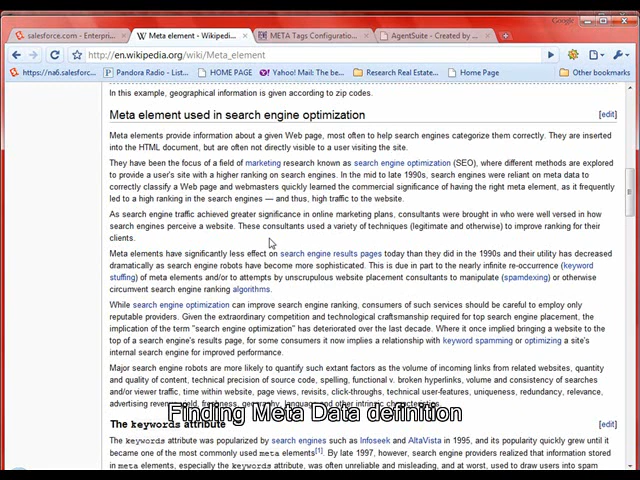 Google
salesforce.com - Enterpri...
Meta element - Wikipedi...
META Tags Configuratio...
AgentSuite - Created by ...
http://en.wikipedia.org/wiki/Meta_element
https://na6.salesforce...
Pandora Radio - List...
HOME PAGE
Yahoo! Mail: The be...
Research Real Estate...
Home Page
Other bookmarks
In this example, geographical information is given according to zip codes.
Meta element used in search engine optimization
[edit]
Meta elements provide information about a given Web page, most often to help search engines categorize them correctly. They are inserted
into the HTML document, but are often not directly visible to a user visiting the site.
They have been the focus of a field of marketing research known as search engine optimization (SEO), where different methods are explored
to provide a user's site with a higher ranking on search engines. In the mid to late 1990s, search engines were reliant on meta data to
correctly classify a Web page and webmasters quickly learned the commercial significance of having the right meta element, as it frequently
led to a high ranking in the search engines — and thus, high traffic to the website.
As search engine traffic achieved greater significance in online marketing plans, consultants were brought in who were well versed in how
search engines perceive a website. These consultants used a variety of techniques (legitimate and otherwise) to improve ranking for their
clients.
Meta elements have significantly less effect on search engine results pages today than they did in the 1990s and their utility has decreased
dramatically as search engine robots have become more sophisticated. This is due in part to the nearly infinite re-occurrence (keyword
stuffing) of meta elements and/or to attempts by unscrupulous website placement consultants to manipulate (spamdexing) or otherwise
circumvent search engine ranking algorithms.
While search engine optimization can improve search engine ranking, consumers of such services should be careful to employ only
reputable providers. Given the extraordinary competition and technological craftsmanship required for top search engine placement, the
implication of the term "search engine optimization" has deteriorated over the last decade. Where it once implied bringing a website to the
top of a search engine's results page, for some consumers it now implies a relationship with keyword spamming or optimizing a site's
internal search engine for improved performance.
Major search engine robots are more likely to quantify such extant factors as the volume of incoming links from related websites, quantity
and quality of content, technical precision of source code, spelling, functional v. broken hyperlinks, volume and consistency of searches
and/or viewer traffic, time within website, page views, revisits, click-throughs, technical user-features, uniqueness, redundancy, relevance,
advertising revenue yield, freshness, geography, language and other intrinsic characteristics.
Finding Meta Data definition
The keywords attribute
[edit]
The keywords attribute was popularized by search engines such as Infoseek and AltaVista in 1995, and its popularity quickly grew until it
became one of the most commonly used meta elements[1]. By late 1997, however, search engine providers realized that information stored
in meta elements, especially the keywords attribute, was often unreliable and misleading, and at worst, used to draw users into spam